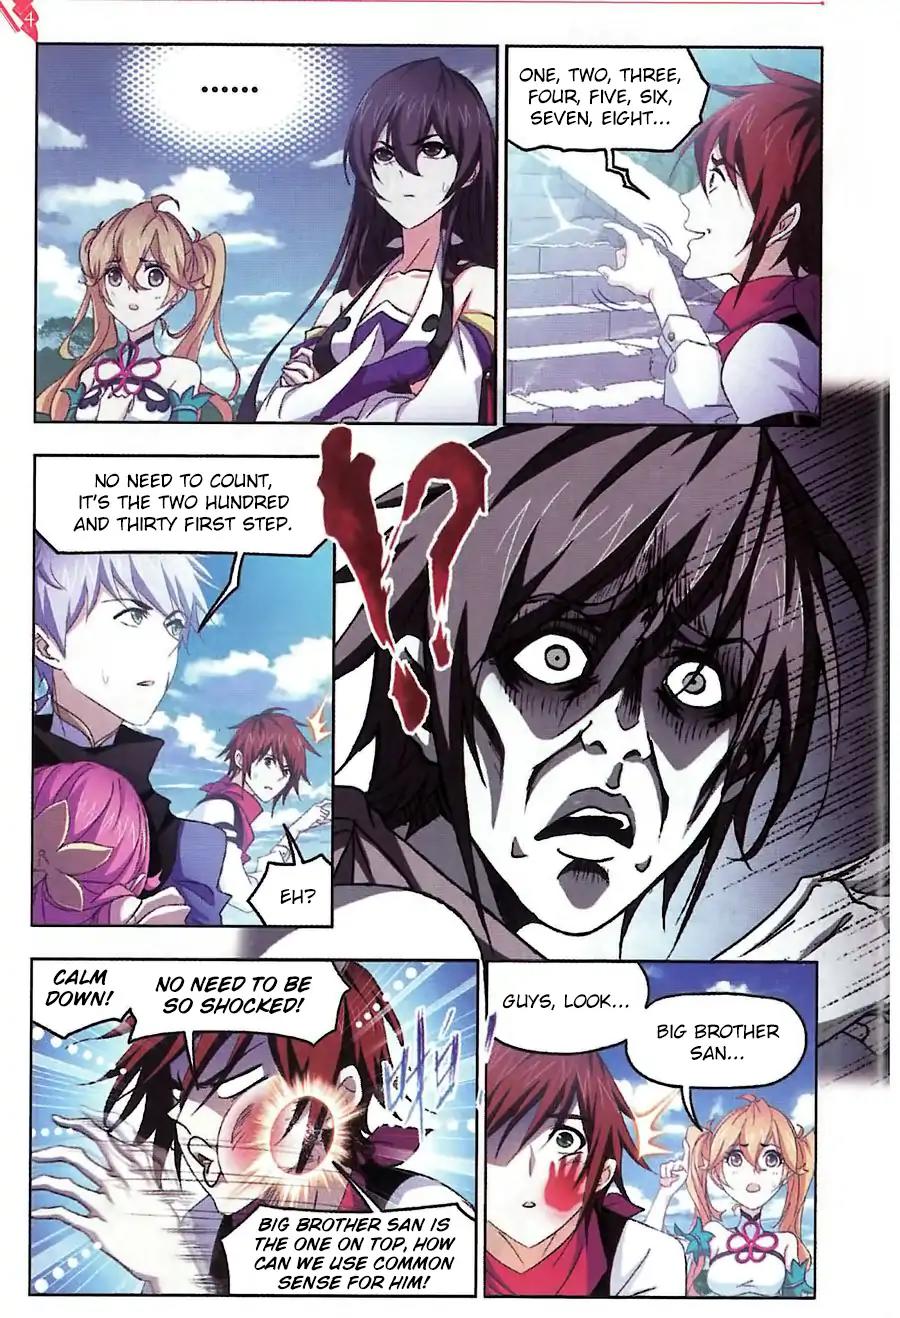 4
......
ONE, TWO, THREE,
FOUR, FIVE, SIX,
SEVEN, EIGHT...
NO NEED TO COUNT,
IT'S THE TWO HUNDRED
AND THIRTY FIRST STEP.
!?
EH?
CALM
DOWN!
NO NEED TO BE
SO SHOCKED!
BIG BROTHER SAN IS
THE ONE ON TOP, HOW
CAN WE USE COMMON
SENSE FOR HIM!
GUYS, LOOK...
BIG BROTHER
SAN...